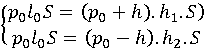 {p₀l₀S = (p₀ + h). h₁. S)
p₀l₀S = (p₀ − h). h₂. S